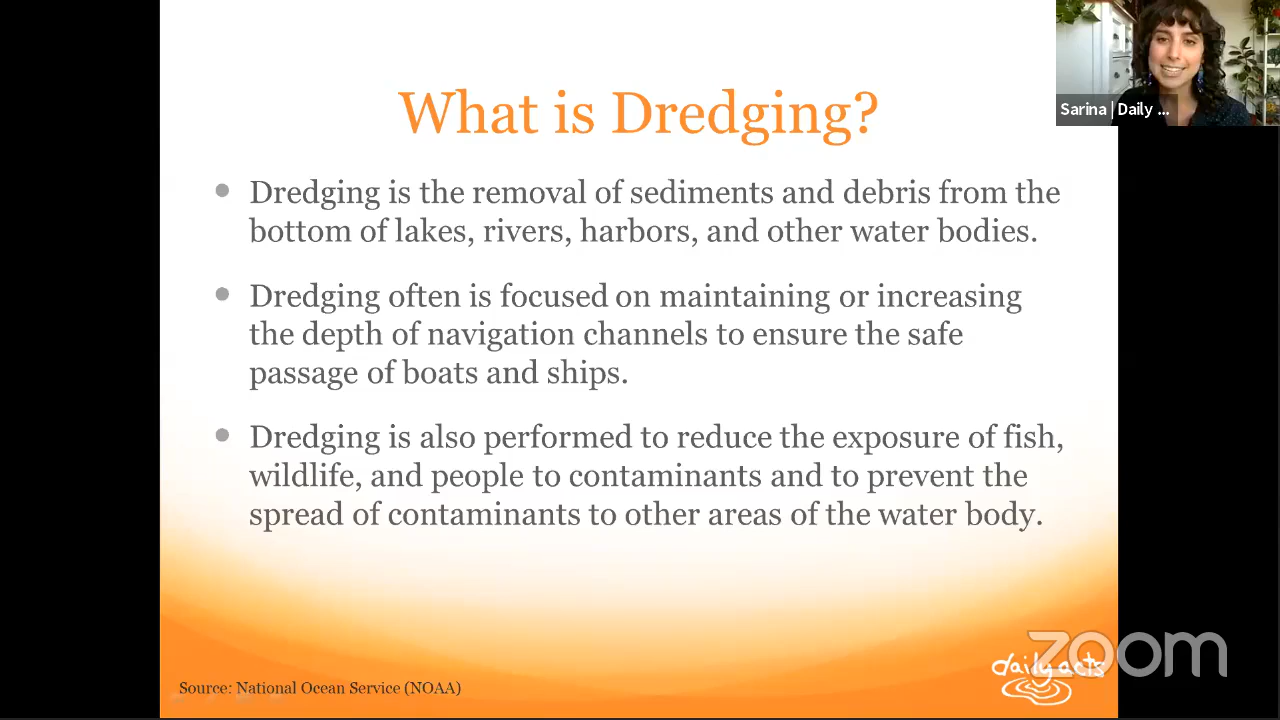 What is Dredging?
Sarina | Daily ...
• Dredging is the removal of sediments and debris from the
bottom of lakes, rivers, harbors, and other water bodies.
• Dredging often is focused on maintaining or increasing
the depth of navigation channels to ensure the safe
passage of boats and ships.
• Dredging is also performed to reduce the exposure of fish,
wildlife, and people to contaminants and to prevent the
spread of contaminants to other areas of the water body.
Source: National Ocean Service (NOAA)
daily acts
zoom